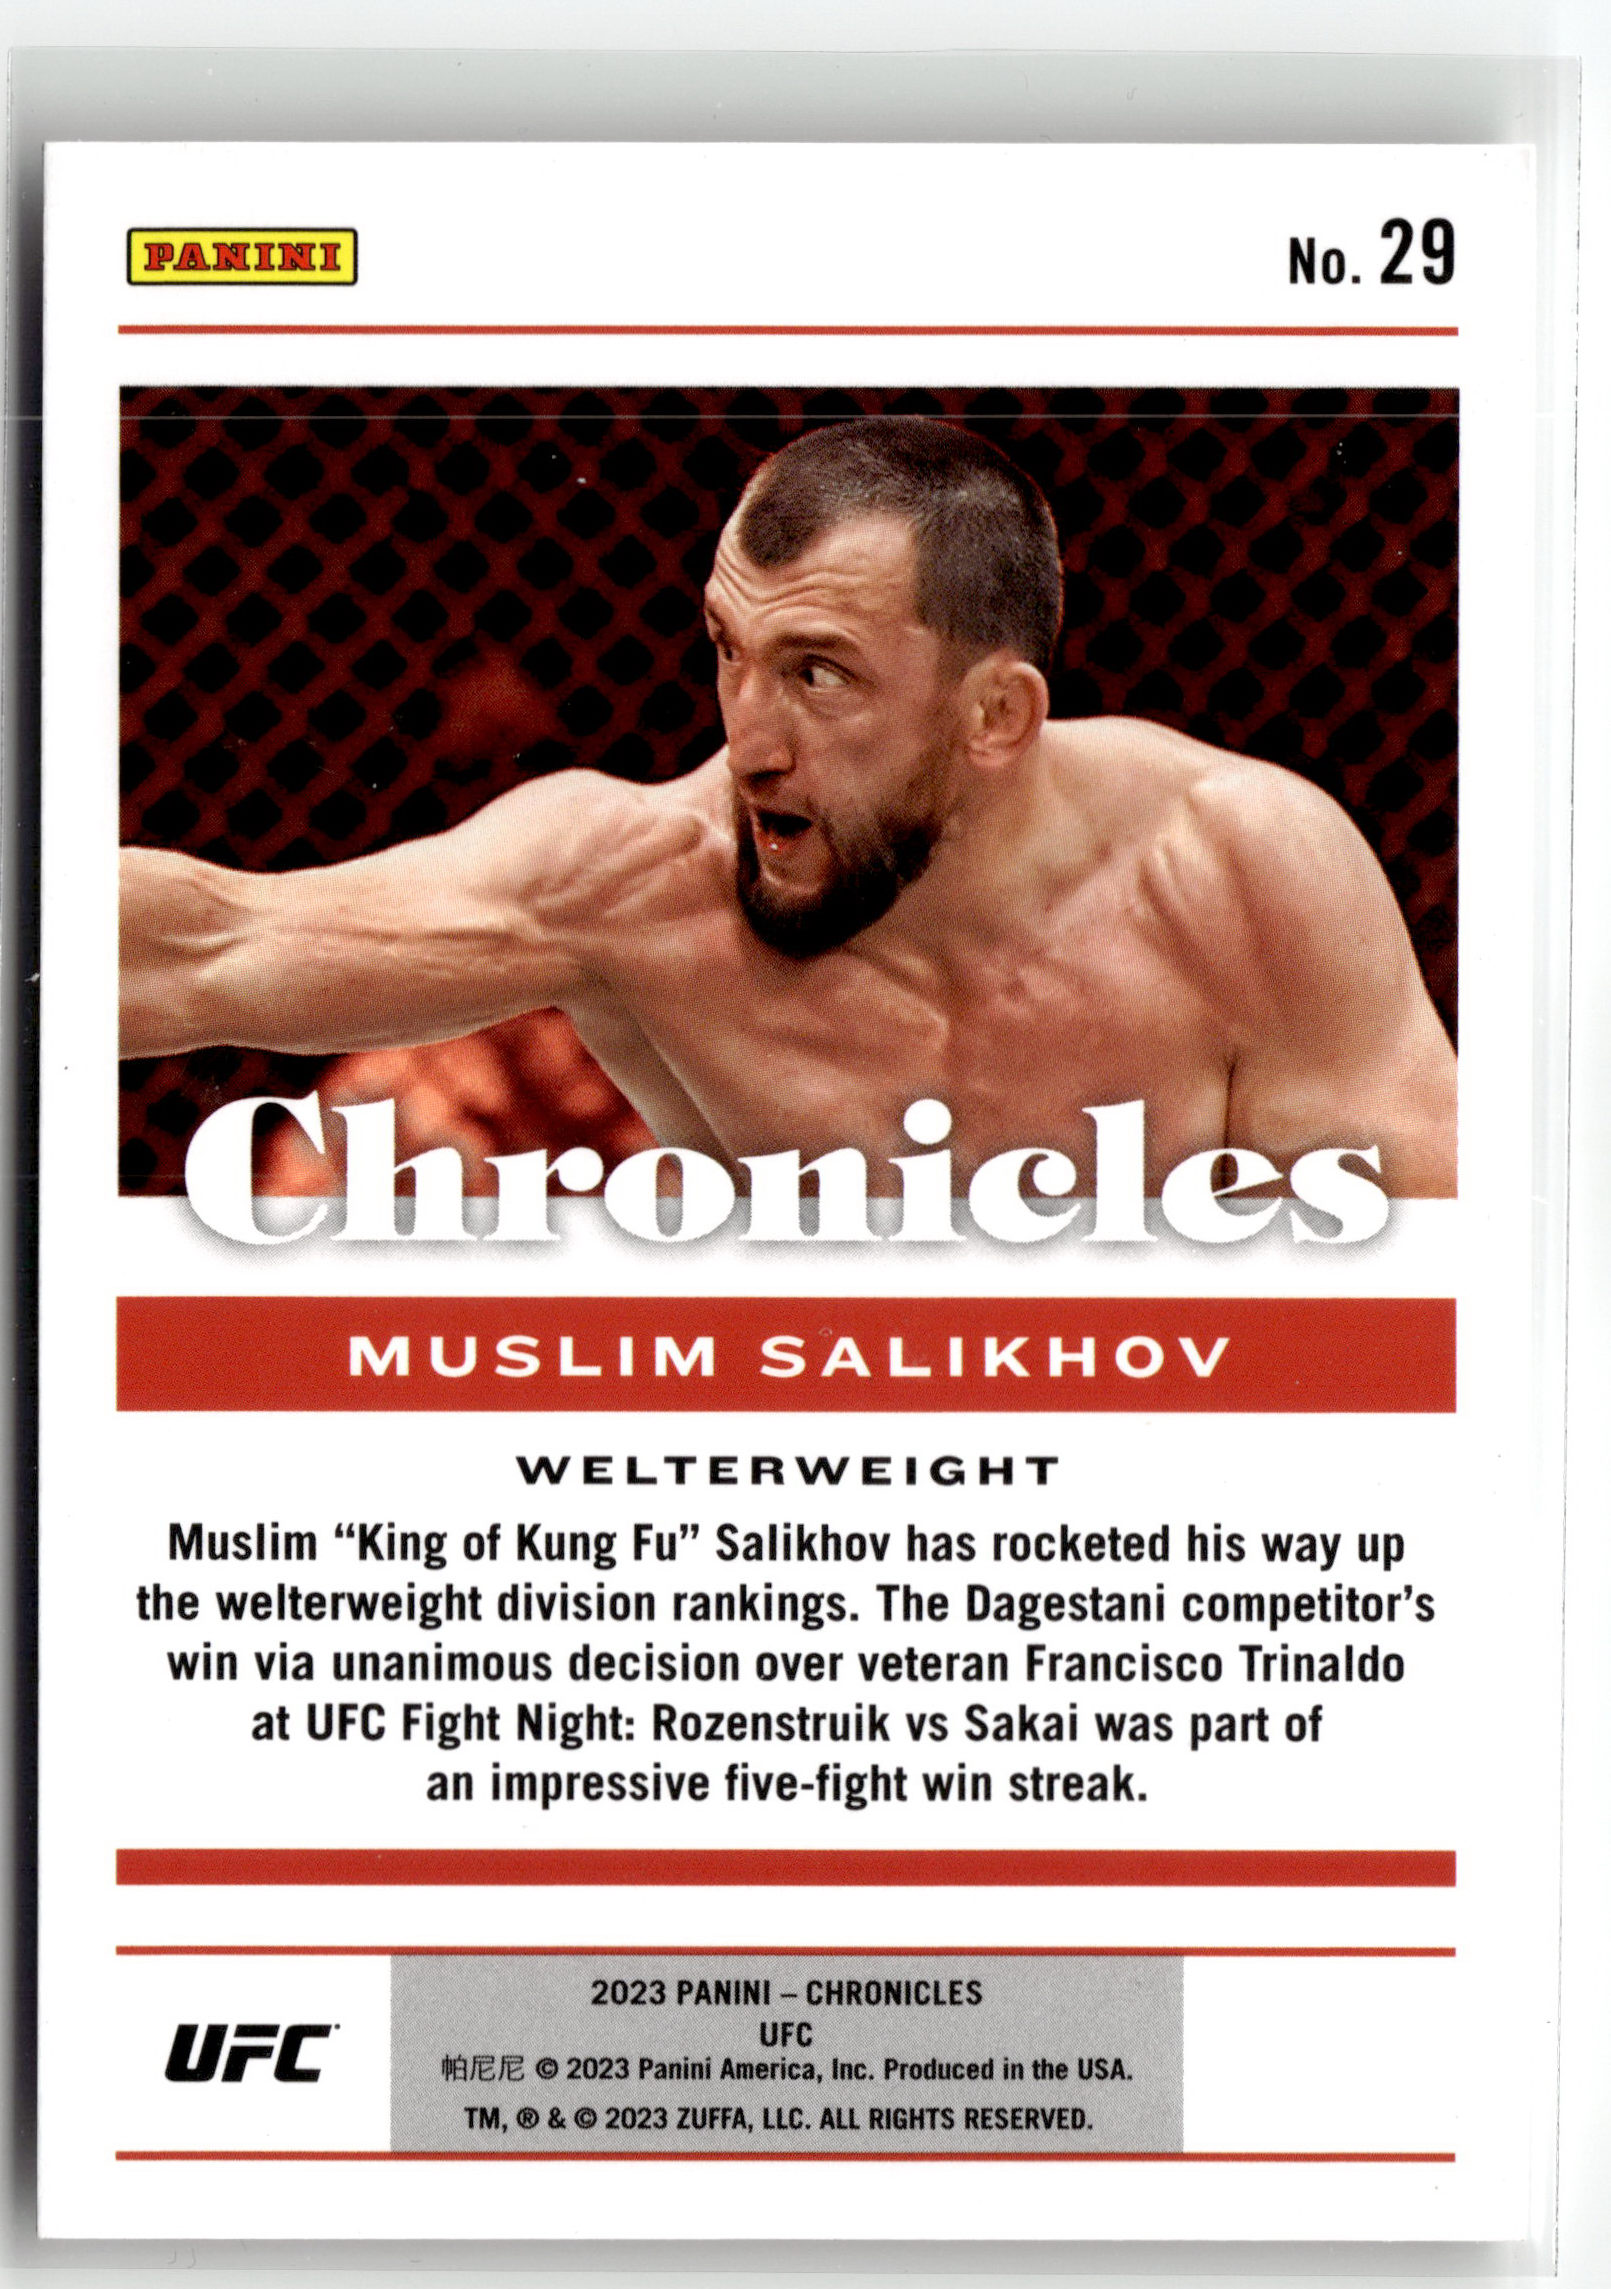 PANINI
No. 29
Chronicles
MUSLIM SALIKHOV
WELTERWEIGHT
Muslim “King of Kung Fu” Salikhov has rocketed his way up
the welterweight division rankings. The Dagestani competitor’s
win via unanimous decision over veteran Francisco Trinaldo
at UFC Fight Night: Rozenstruik vs Sakai was part of
an impressive five-fight win streak.
UFC
2023 PANINI – CHRONICLES
UFC
帕尼尼 © 2023 Panini America, Inc. Produced in the USA.
TM, ® & © 2023 ZUFFA, LLC. ALL RIGHTS RESERVED.